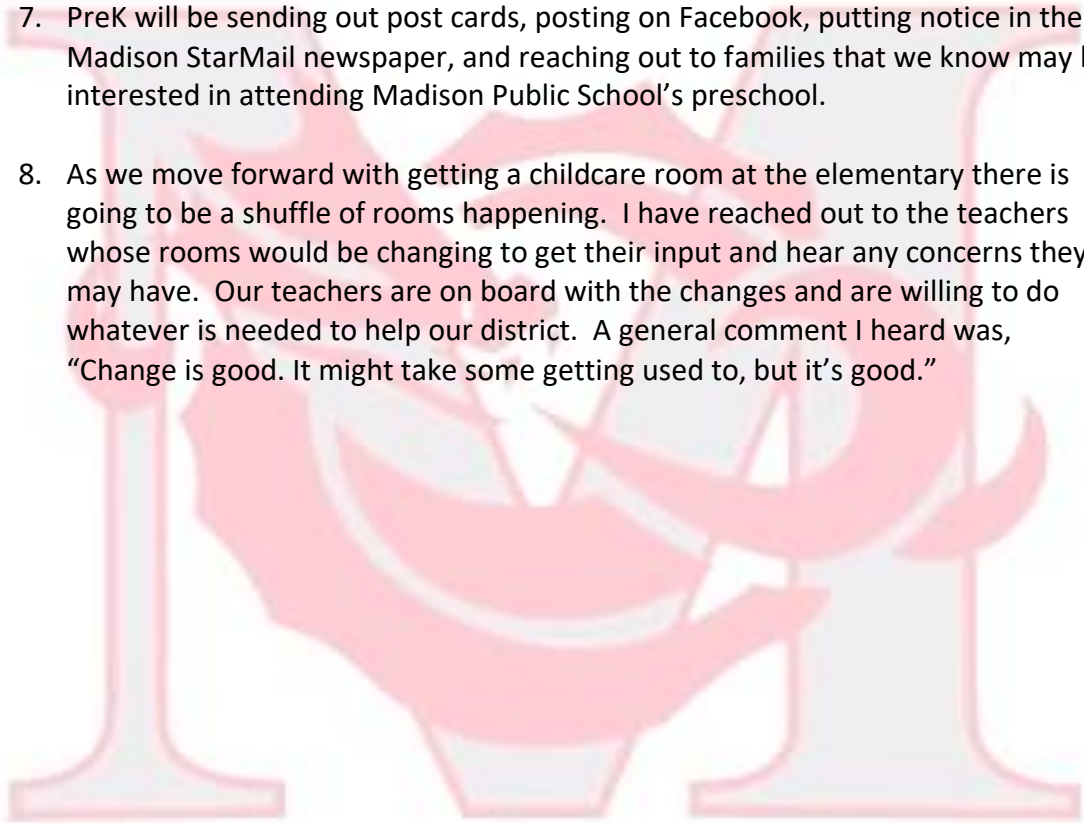 7. PreK will be sending out post cards, posting on Facebook, putting notice in the
Madison StarMail newspaper, and reaching out to families that we know may
interested in attending Madison Public School’s preschool.
8. As we move forward with getting a childcare room at the elementary there is
going to be a shuffle of rooms happening. I have reached out to the teachers
whose rooms would be changing to get their input and hear any concerns they
may have. Our teachers are on board with the changes and are willing to do
whatever is needed to help our district. A general comment I heard was,
“Change is good. It might take some getting used to, but it’s good.”